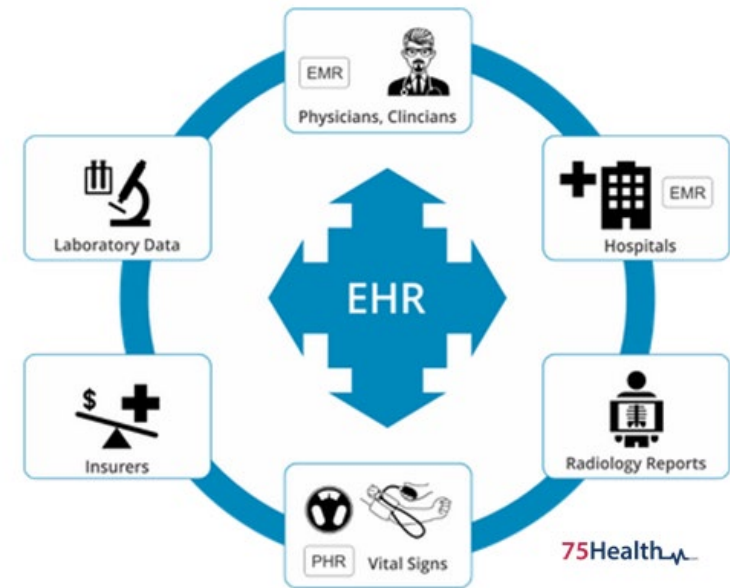 EMR
Physicians, Clincians
Laboratory Data
EMR
Hospitals
EHR
$
Insurers
Radiology Reports
PHR
Vital Signs
75Health